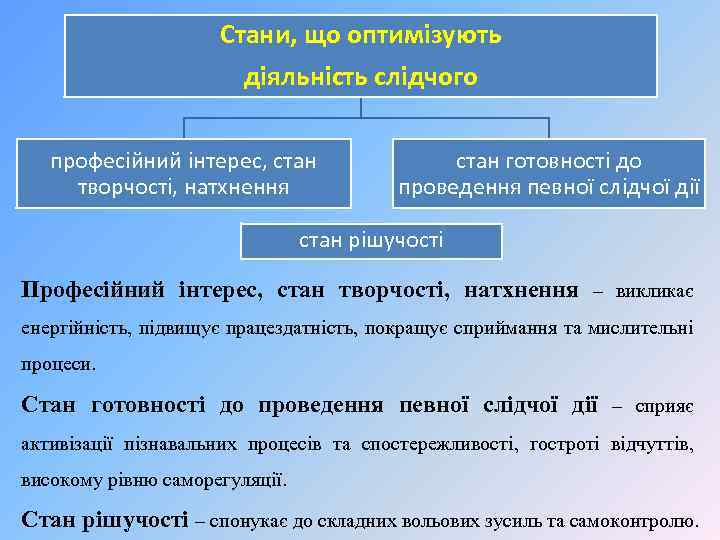 Стани, що оптимізують
діяльність слідчого
професійний інтерес, стан
творчості, натхнення
стан готовності до
проведення певної слідчої дії
стан рішучості
Професійний інтерес, стан творчості, натхнення – викликає
енергійність, підвищує працездатність, покращує сприймання та мислительні
процеси.
Стан готовності до проведення певної слідчої дії – сприяє
активізації пізнавальних процесів та спостережливості, гостроті відчуттів,
високому рівню саморегуляції.
Стан рішучості – спонукає до складних вольових зусиль та самоконтролю.